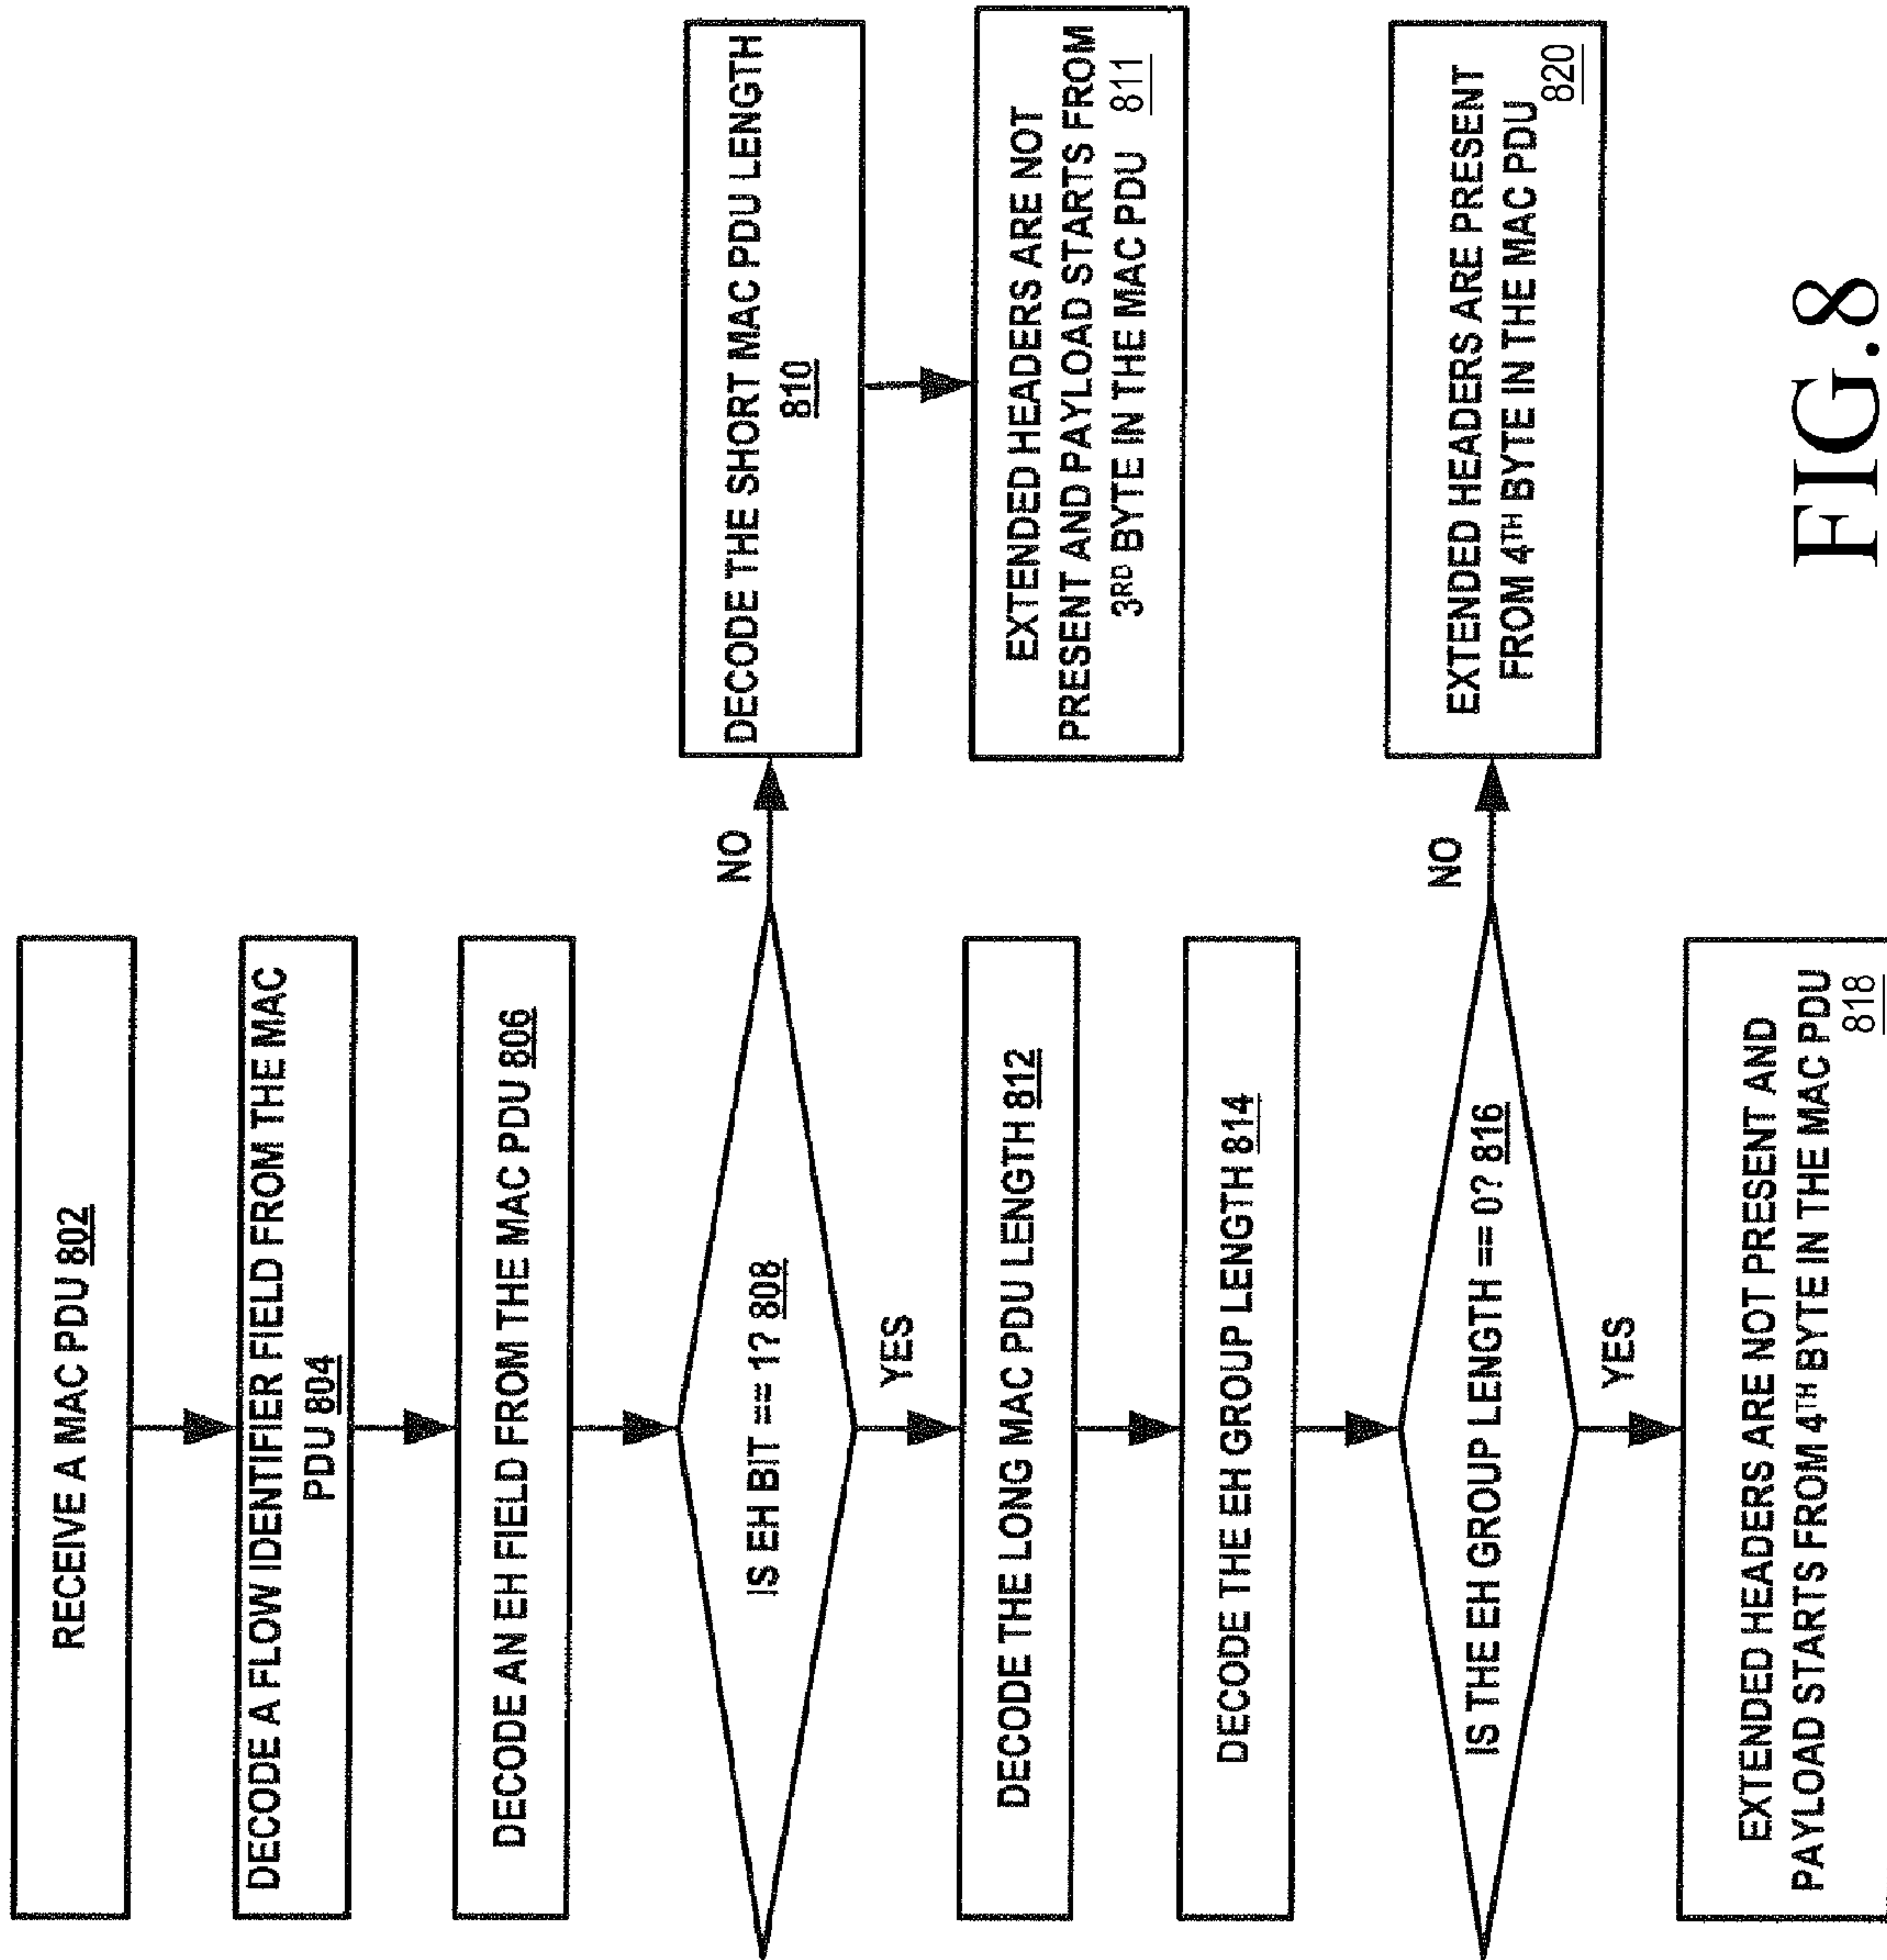 RECEIVE A MAC PDU 802
DECODE A FLOW IDENTIFIER FIELD FROM THE MAC
PDU 804
DECODE AN EH FIELD FROM THE MAC PDU 806
IS EH BIT == 1? 808
NO
DECODE THE SHORT MAC PDU LENGTH
810
EXTENDED HEADERS ARE NOT
PRESENT AND PAYLOAD STARTS FROM
3RD BYTE IN THE MAC PDU 811
YES
DECODE THE LONG MAC PDU LENGTH 812
DECODE THE EH GROUP LENGTH 814
IS THE EH GROUP LENGTH == 0? 816
NO
EXTENDED HEADERS ARE PRESENT
FROM 4TH BYTE IN THE MAC PDU
820
YES
EXTENDED HEADERS ARE NOT PRESENT AND
PAYLOAD STARTS FROM 4TH BYTE IN THE MAC PDU
818
FIG.8